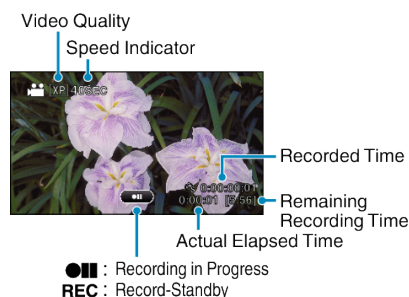 Video Quality
Speed Indicator
XP 40SEC
Recorded Time
0:00:00:01
0:00:01 [5:56]
Remaining
Recording Time
Actual Elapsed Time
●II : Recording in Progress
REC : Record-Standby